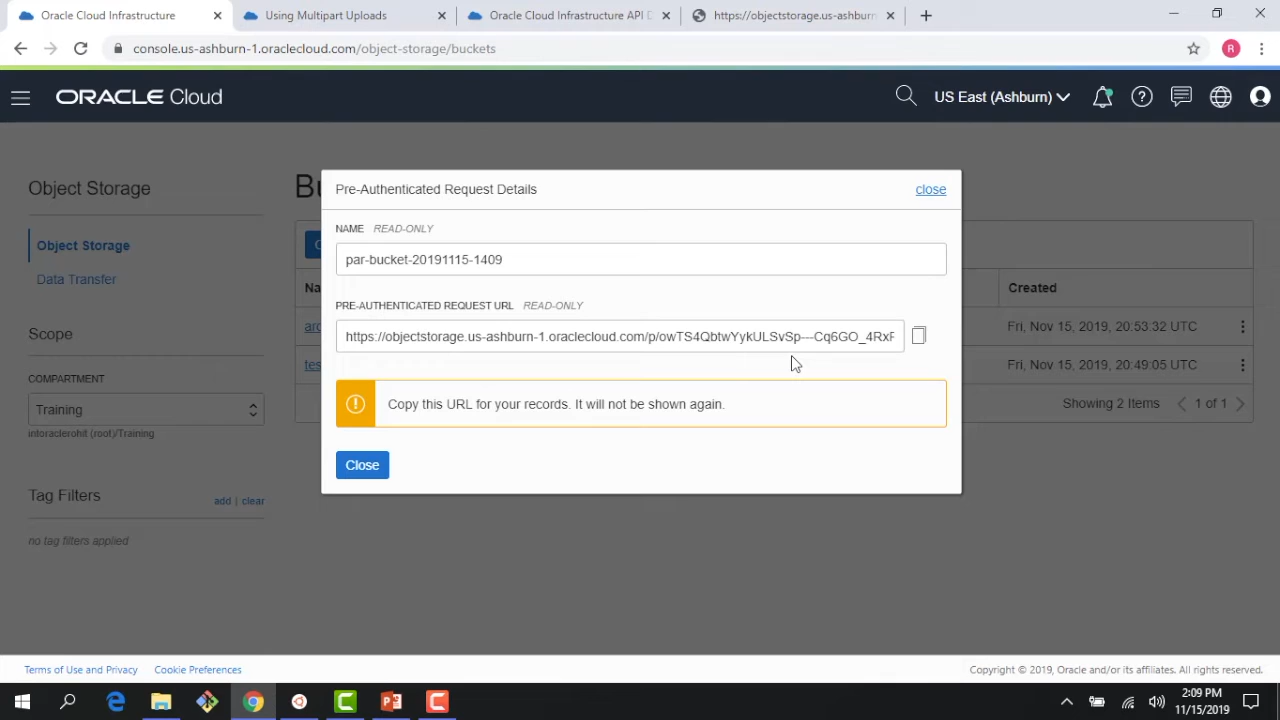 Oracle Cloud Infrastructure
Using Multipart Uploads
Oracle Cloud Infrastructure API D
https://objectstorage.us-ashburn
console.us-ashburn-1.oraclecloud.com/object-storage/buckets
R
ORACLE Cloud
US East (Ashburn)
Object Storage
Object Storage
Data Transfer
Scope
COMPARTMENT
Training
intoraclerohit (root)/Training
Tag Filters
add | clear
no tag filters applied
Pre-Authenticated Request Details
close
NAME READ-ONLY
par-bucket-20191115-1409
PRE-AUTHENTICATED REQUEST URL READ-ONLY
https://objectstorage.us-ashburn-1.oraclecloud.com/p/owTS4QbtwYykULSvSp---Cq6GO_4RxF
Copy this URL for your records. It will not be shown again.
Close
Created
Fri, Nov 15, 2019, 20:53:32 UTC
Fri, Nov 15, 2019, 20:49:05 UTC
Showing 2 Items
1 of 1
Terms of Use and Privacy
Cookie Preferences
Copyright © 2019, Oracle and/or its affiliates. All rights reserved.
2:09 PM
11/15/2019